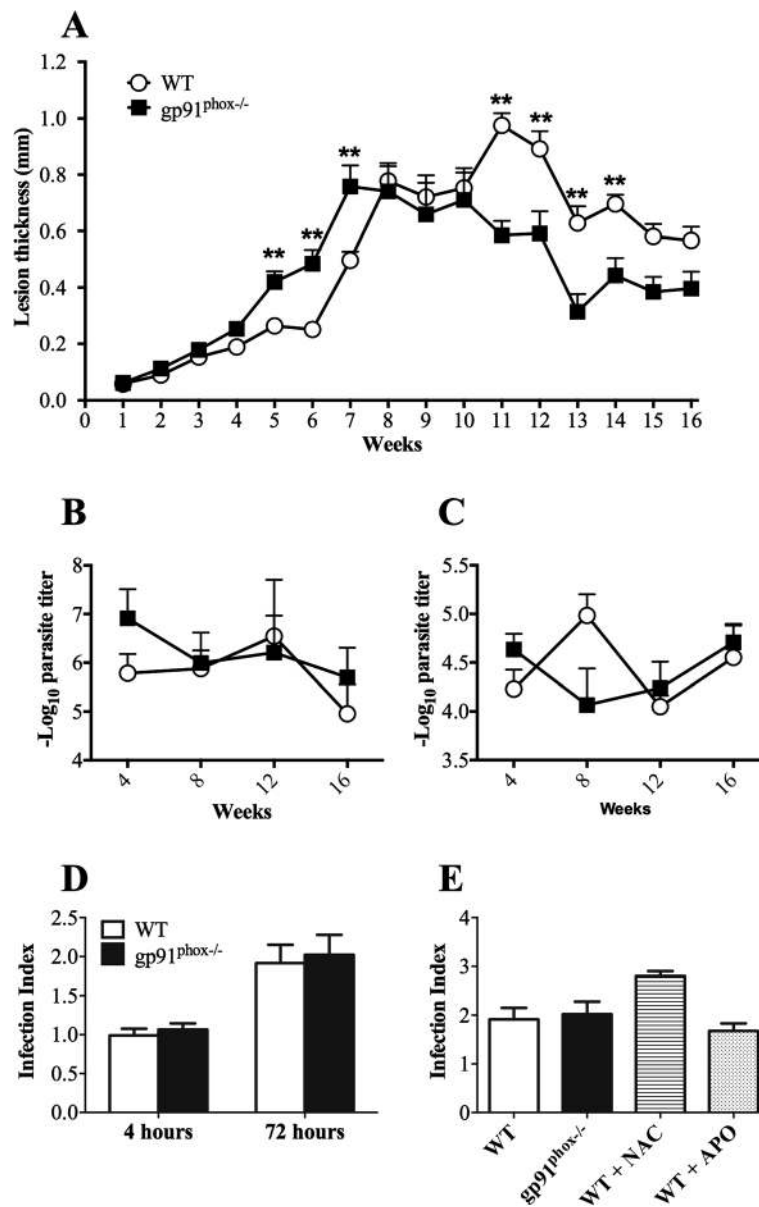 A
WT
gp91phox-/-
Lesion thickness (mm)
1.2
1.0
0.8
0.6
0.4
0.2
0.0
** ** ** ** ** ** **
0 1 2 3 4 5 6 7 8 9 10 11 12 13 14 15 16
Weeks
B
-Log10 parasite titer
8
7
6
5
4
4 8 12 16
Weeks
C
-Log10 parasite titer
5.5
5.0
4.5
4.0
3.5
4 8 12 16
Weeks
D
WT
gp91phox-/-
Infection Index
2.5
2.0
1.5
1.0
0.5
0.0
4 hours 72 hours
E
Infection Index
4
3
2
1
0
WT
gp91phox-/-
WT + NAC
WT + APO